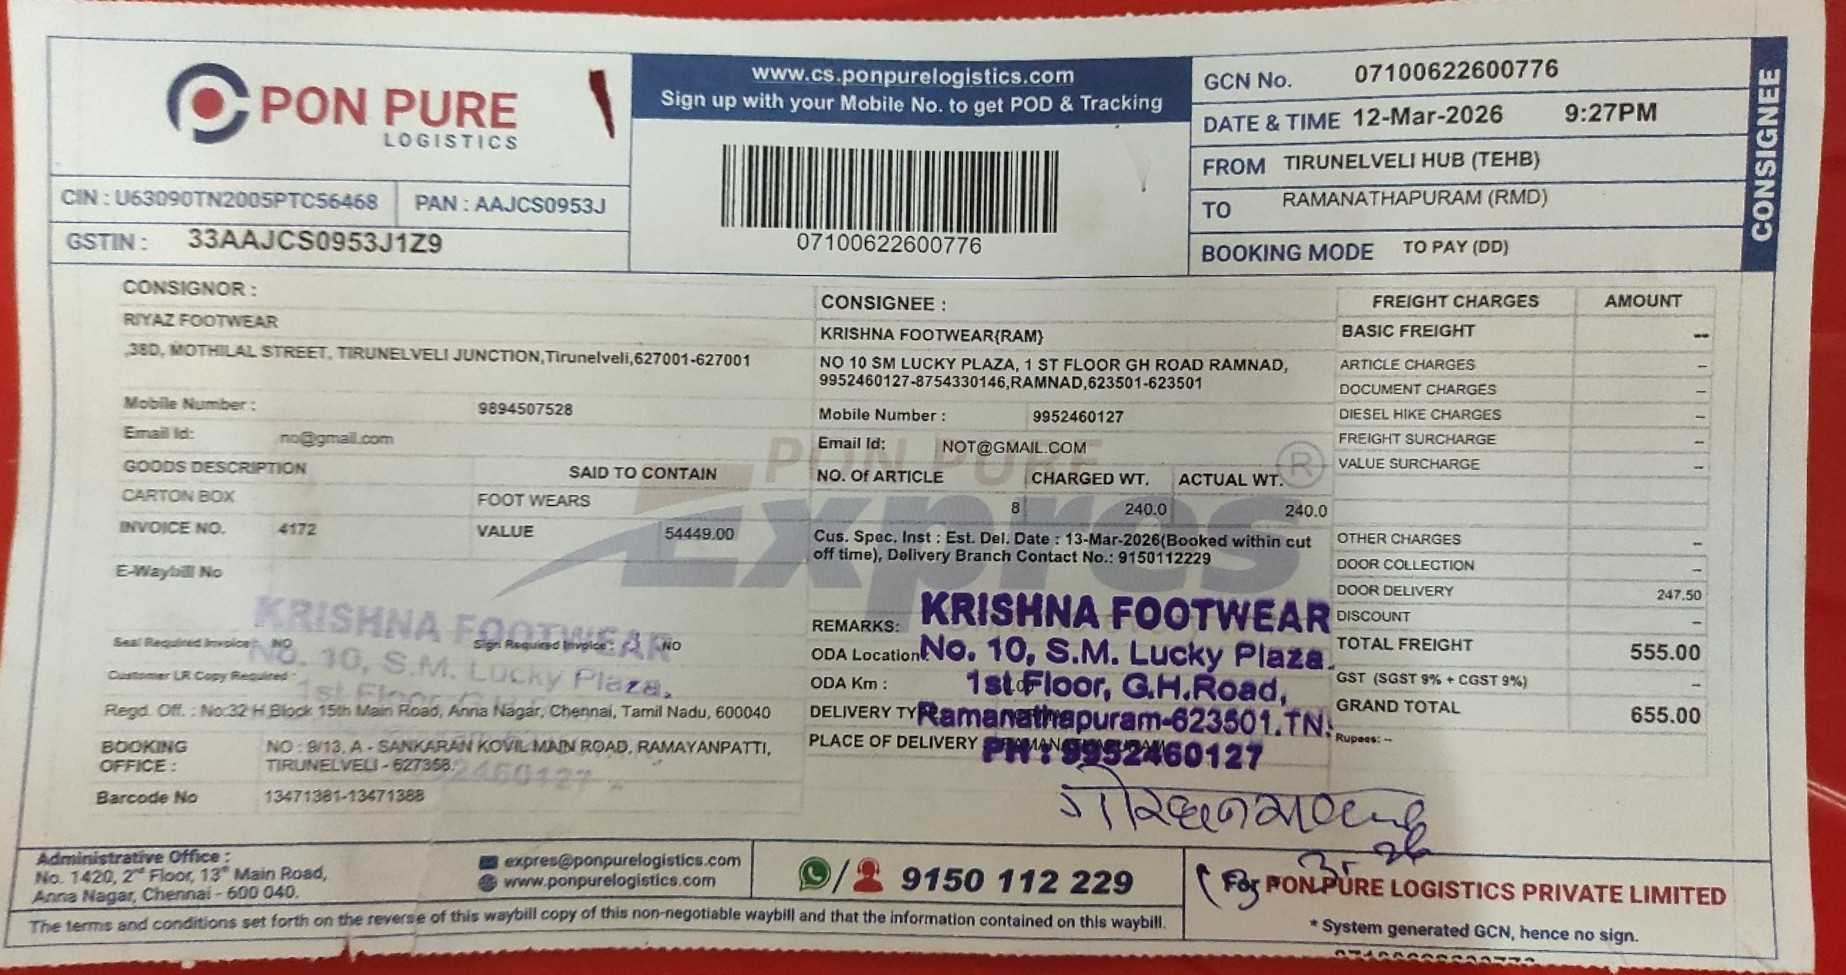 PON PURE
LOGISTICS
CIN : U63090TN2005PTC56468 PAN : AAJCS0953J
GSTIN : 33AAJCS0953J1Z9
www.cs.ponpurelogistics.com
Sign up with your Mobile No. to get POD & Tracking
07100622600776
GCN No. 07100622600776
DATE & TIME 12-Mar-2026 9:27PM
FROM TIRUNELVELI HUB (TEHB)
TO RAMANATHAPURAM (RMD)
BOOKING MODE TO PAY (DD)
CONSIGNEE
CONSIGNOR :
RIYAZ FOOTWEAR
,38D, MOTHILAL STREET, TIRUNELVELI JUNCTION,Tirunelveli,627001-627001
Mobile Number : 9894507528
Email Id: no@gmail.com
GOODS DESCRIPTION SAID TO CONTAIN
CARTON BOX FOOT WEARS
INVOICE NO. 4172 VALUE 54449.00
E-Waybill No
Seal Required Invoice: NO Sign Required Invoice: NO
Customer LR Copy Required :
Regd. Off. : No:32 H Block 15th Main Road, Anna Nagar, Chennai, Tamil Nadu, 600040
BOOKING OFFICE : NO : 9/13, A - SANKARAN KOVIL MAIN ROAD, RAMAYANPATTI,
TIRUNELVELI - 627358.
Barcode No 13471381-13471388
KRISHNA FOOTWEAR
No. 10, S.M. Lucky Plaza,
1st Floor, G.H.Road,
CONSIGNEE :
KRISHNA FOOTWEAR{RAM}
NO 10 SM LUCKY PLAZA, 1 ST FLOOR GH ROAD RAMNAD,
9952460127-8754330146,RAMNAD,623501-623501
Mobile Number : 9952460127
Email Id: NOT@GMAIL.COM
NO. Of ARTICLE CHARGED WT. ACTUAL WT.
8 240.0 240.0
Cus. Spec. Inst : Est. Del. Date : 13-Mar-2026(Booked within cut
off time), Delivery Branch Contact No.: 9150112229
REMARKS:
ODA Location
ODA Km :
DELIVERY TY
PLACE OF DELIVERY
PON PURE
Expres ®
KRISHNA FOOTWEAR
No. 10, S.M. Lucky Plaza.
1st Floor, G.H.Road,
Ramanathapuram-623501.TN.
PH : 9952460127
FREIGHT CHARGES AMOUNT
BASIC FREIGHT --
ARTICLE CHARGES --
DOCUMENT CHARGES --
DIESEL HIKE CHARGES --
FREIGHT SURCHARGE --
VALUE SURCHARGE --
OTHER CHARGES --
DOOR COLLECTION --
DOOR DELIVERY 247.50
DISCOUNT --
TOTAL FREIGHT 555.00
GST (SGST 9% + CGST 9%) --
GRAND TOTAL 655.00
Rupees: --
Administrative Office :
No. 1420, 2nd Floor, 13th Main Road,
Anna Nagar, Chennai - 600 040.
expres@ponpurelogistics.com
www.ponpurelogistics.com
9150 112 229
For PON PURE LOGISTICS PRIVATE LIMITED
* System generated GCN, hence no sign.
The terms and conditions set forth on the reverse of this waybill copy of this non-negotiable waybill and that the information contained on this waybill.